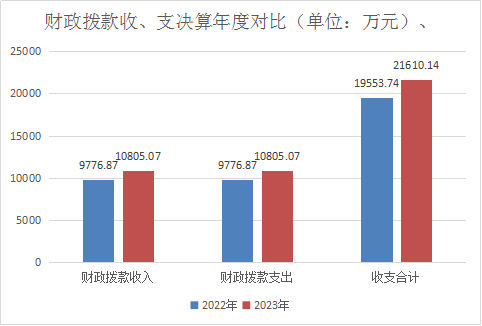 财政拨款收、支决算年度对比（单位：万元）、
25000
20000
15000
10000
5000
0
9776.87
10805.07
9776.87
10805.07
19553.74
21610.14
财政拨款收入
财政拨款支出
收支合计
2022年
2023年